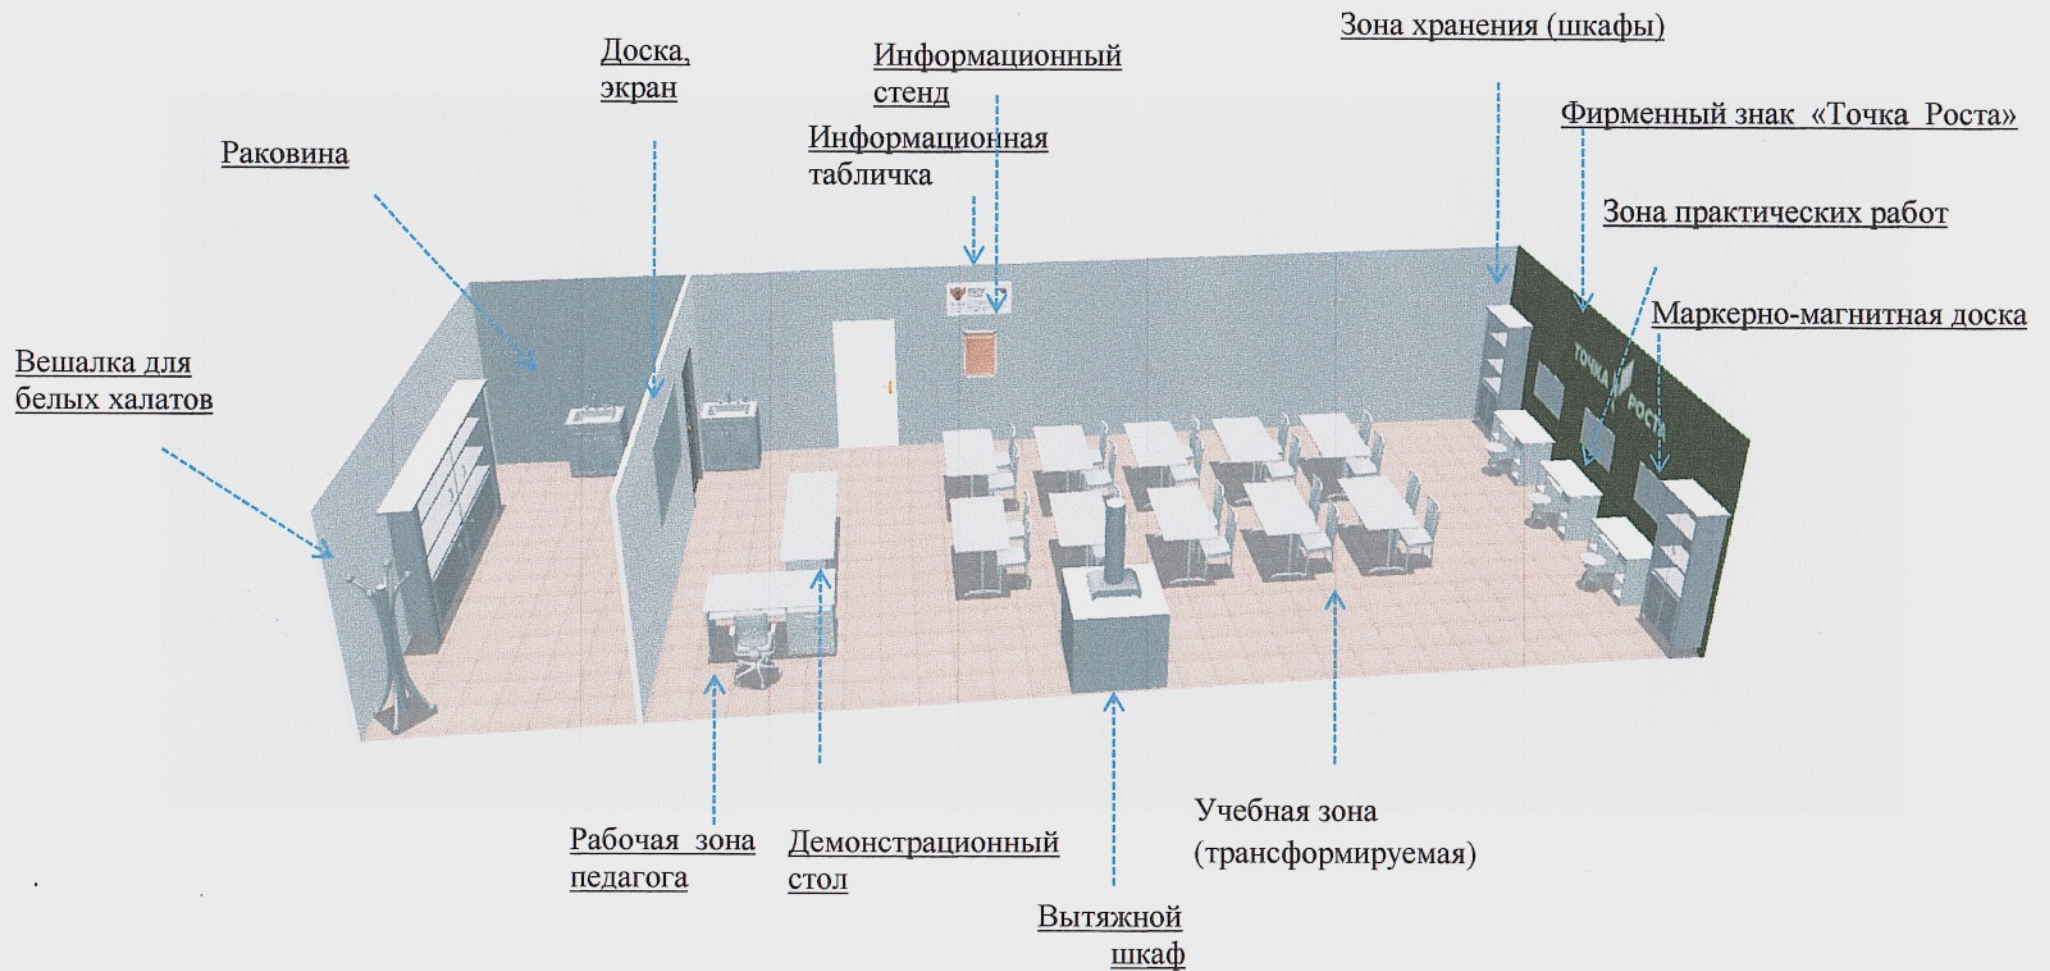 Зона хранения (шкафы)
Доска,
экран
Информационный
стенд
Фирменный знак «Точка Роста»
Информационная
табличка
Раковина
Зона практических работ
Маркерно-магнитная доска
Вешалка для
белых халатов
ТОЧКА
РОСТА
Рабочая зона
педагога
Демонстрационный
стол
Учебная зона
(трансформируемая)
Вытяжной
шкаф